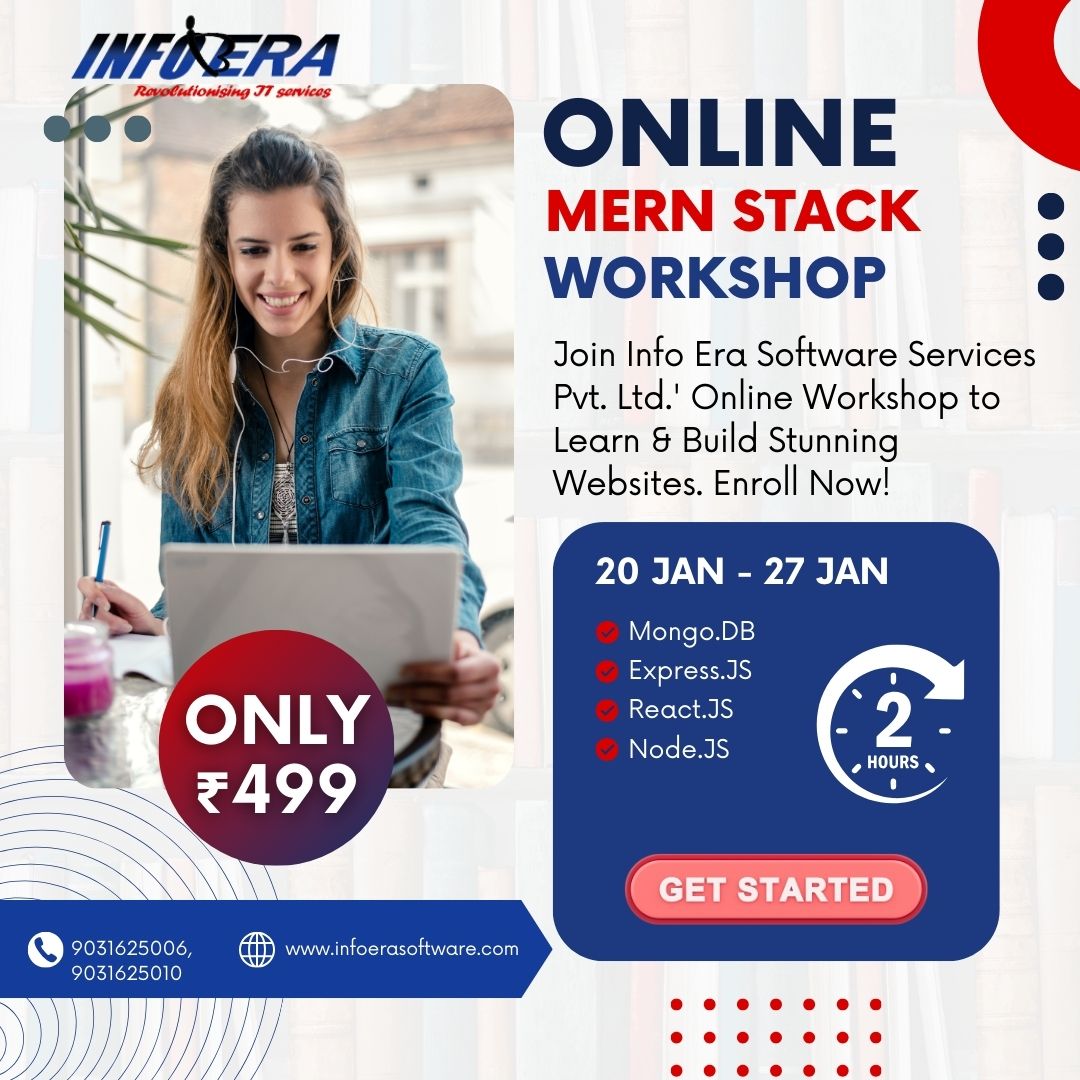 INFO ERA
Revolutionising IT services
ONLINE
MERN STACK
WORKSHOP
Join Info Era Software Services
Pvt. Ltd.' Online Workshop to
Learn & Build Stunning
Websites. Enroll Now!
20 JAN - 27 JAN
Mongo.DB
Express.JS
React.JS
Node.JS
2
HOURS
ONLY
₹499
GET STARTED
9031625006,
9031625010
www.infoerasoftware.com